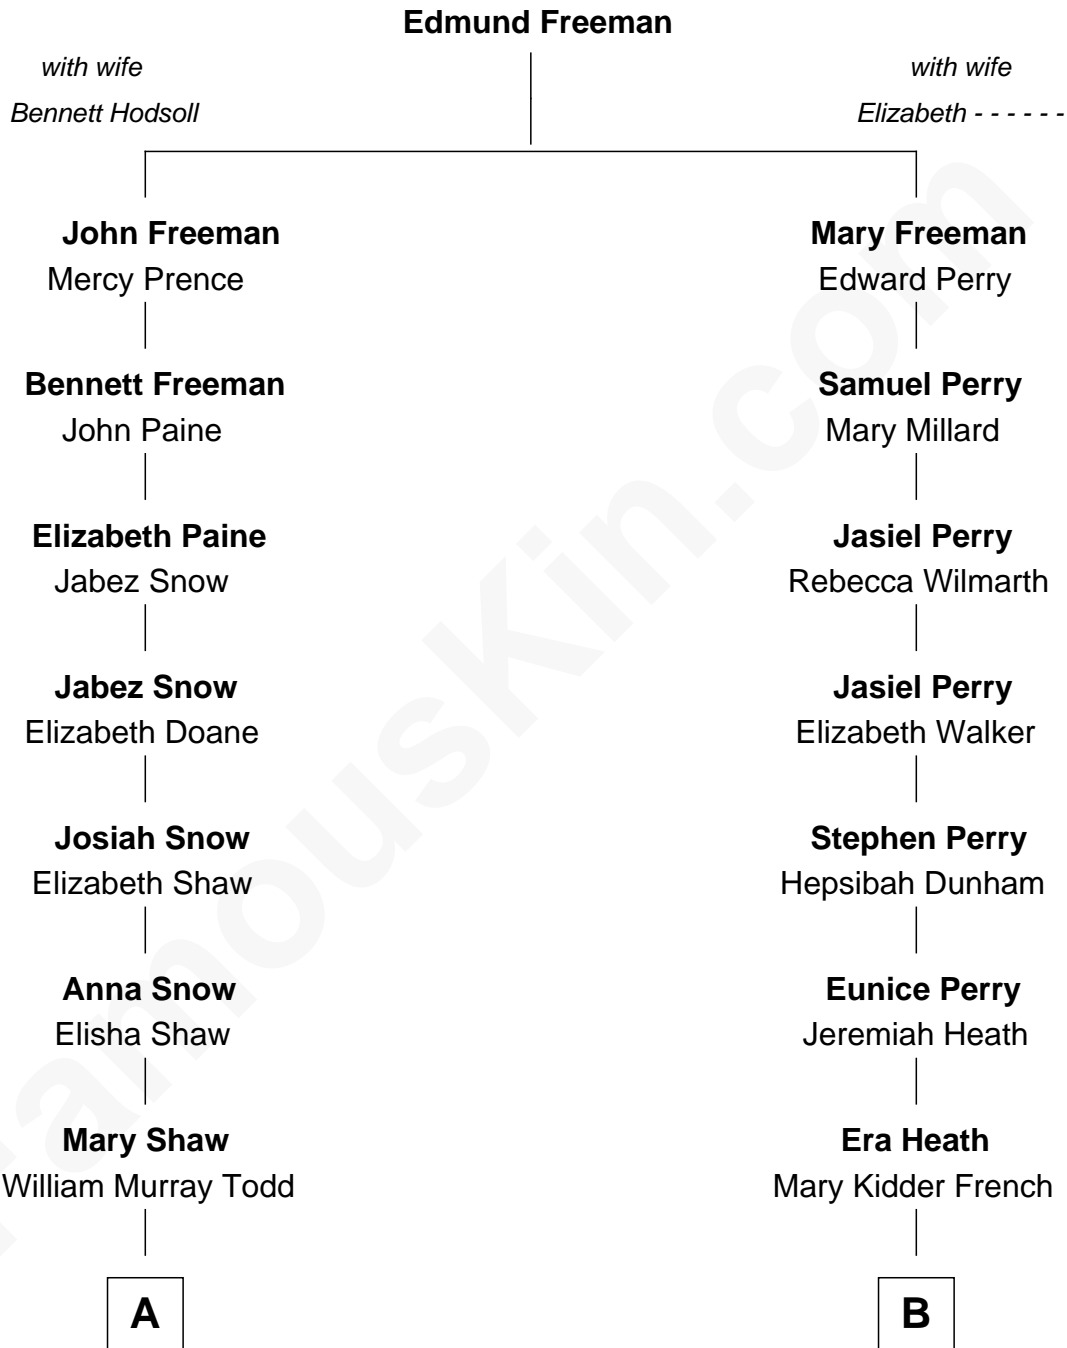 Edmund Freeman
with wife
Bennett Hodsoll
with wife
Elizabeth - - - - - -
John Freeman
Mercy Prence
Mary Freeman
Edward Perry
Bennett Freeman
John Paine
Samuel Perry
Mary Millard
Elizabeth Paine
Jabez Snow
Jasiel Perry
Rebecca Wilmarth
Jabez Snow
Elizabeth Doane
Jasiel Perry
Elizabeth Walker
Josiah Snow
Elizabeth Shaw
Stephen Perry
Hepsibah Dunham
Anna Snow
Elisha Shaw
Eunice Perry
Jeremiah Heath
Mary Shaw
William Murray Todd
Era Heath
Mary Kidder French
A
B
FamousKin.com